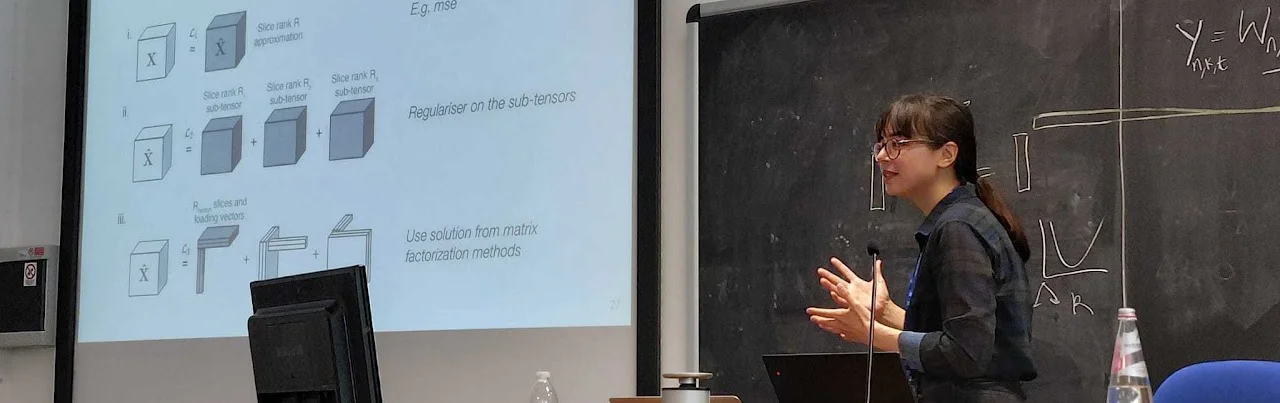 E.g. mse
i.
X
c₁
=
X̂
Slice rank R
approximation
Slice rank R₁
sub-tensor
Slice rank R₂
sub-tensor
Slice rank R₃
sub-tensor
ii.
X̂
c₂
=
+
+
Regulariser on the sub-tensors
slices and
loading vectors
iii.
X̂
c₃
=
+
+
Use solution from matrix
factorization methods
27
Y = W
n,k,t
=
R